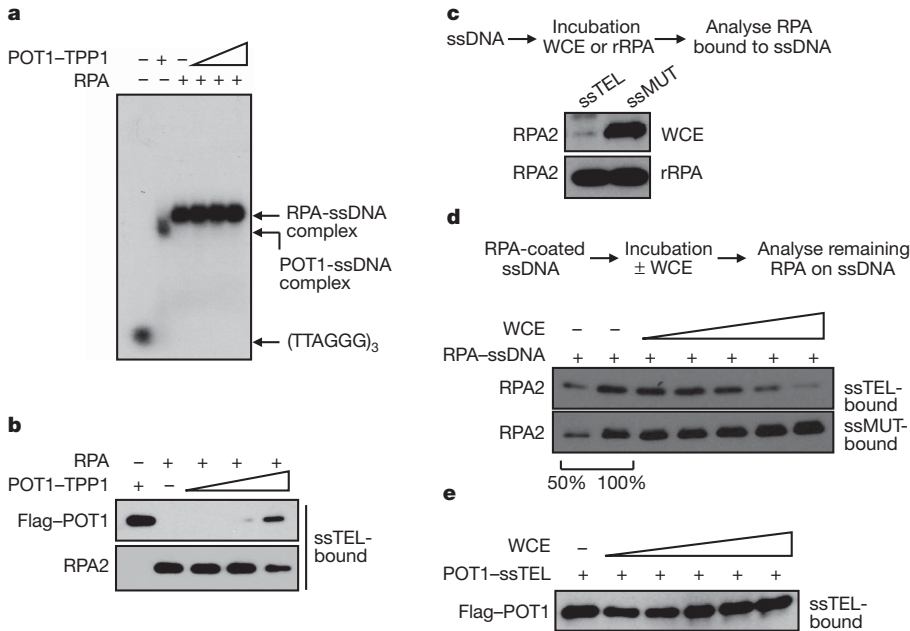 a
POT1–TPP1 – + –
RPA – – + + + +
RPA-ssDNA
complex
POT1-ssDNA
complex
(TTAGGG)3
b
RPA – + + + +
POT1–TPP1 + –
Flag–POT1
RPA2
ssTEL-
bound
c
ssDNA
Incubation
WCE or rRPA
Analyse RPA
bound to ssDNA
ssTEL
ssMUT
RPA2
WCE
RPA2
rRPA
d
RPA-coated
ssDNA
Incubation
± WCE
Analyse remaining
RPA on ssDNA
WCE – –
RPA–ssDNA + + + + + + +
RPA2
ssTEL-
bound
RPA2
ssMUT-
bound
50% 100%
e
WCE –
POT1–ssTEL + + + + + +
Flag–POT1
ssTEL-
bound